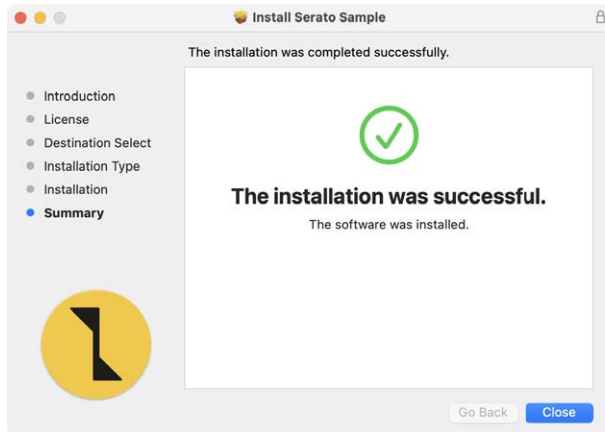 Install Serato Sample
The installation was completed successfully.
Introduction
License
Destination Select
Installation Type
Installation
Summary
The installation was successful.
The software was installed.
Go Back
Close